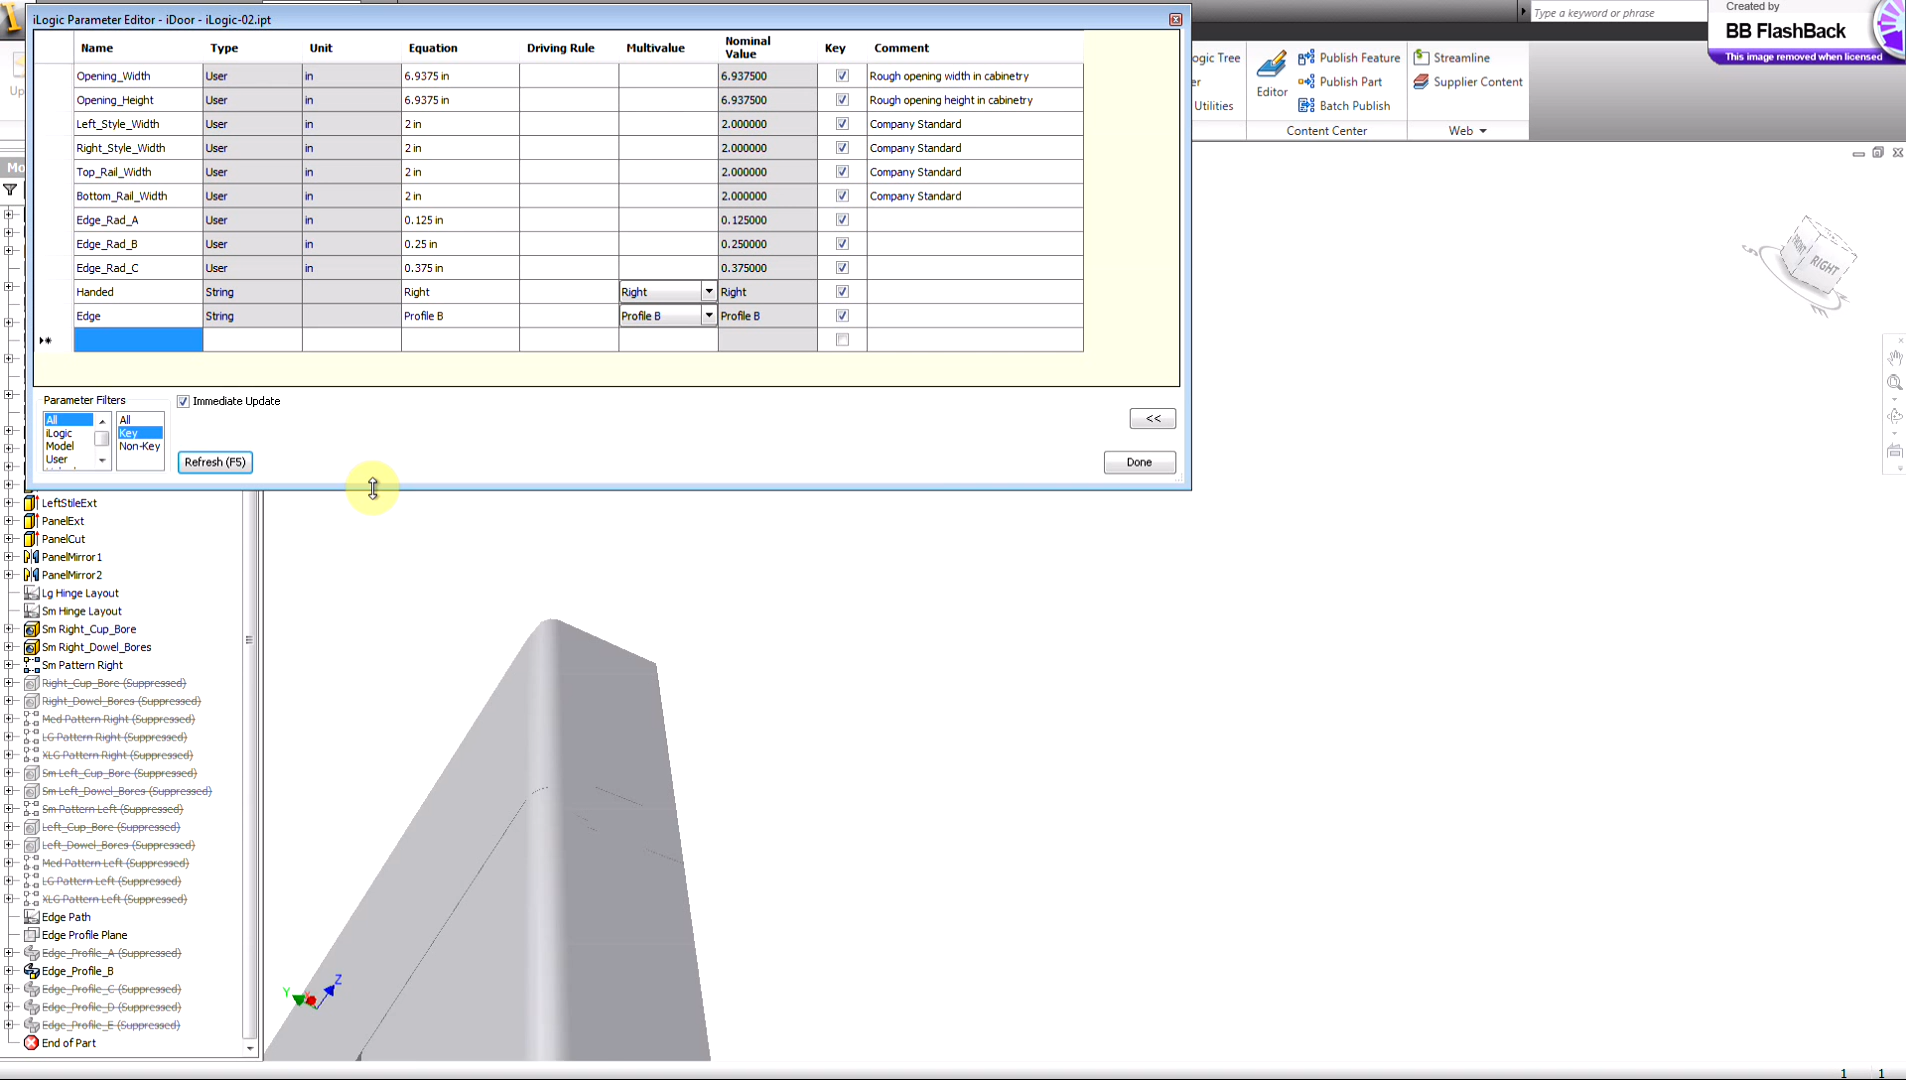 iLogic Parameter Editor - iDoor - iLogic-02.ipt
Type a keyword or phrase
Created by
BB FlashBack
This image removed when licensed
Name Type Unit Equation Driving Rule Multivalue Nominal Value Key Comment
Opening_Width User in 6.9375 in 6.937500 Rough opening width in cabinetry
Opening_Height User in 6.9375 in 6.937500 Rough opening height in cabinetry
Left_Style_Width User in 2 in 2.000000 Company Standard
Right_Style_Width User in 2 in 2.000000 Company Standard
Top_Rail_Width User in 2 in 2.000000 Company Standard
Bottom_Rail_Width User in 2 in 2.000000 Company Standard
Edge_Rad_A User in 0.125 in 0.125000
Edge_Rad_B User in 0.25 in 0.250000
Edge_Rad_C User in 0.375 in 0.375000
Handed String Right Right Right
Edge String Profile B Profile B Profile B
Parameter Filters
All
iLogic
Model
User
All
Key
Non-Key
Immediate Update
Refresh (F5)
<<
Done
ogic Tree
er
Utilities
Editor
Publish Feature
Publish Part
Batch Publish
Content Center
Streamline
Supplier Content
Web
Up
Mo
FRONT
RIGHT
S
LeftStileExt
PanelExt
PanelCut
PanelMirror1
PanelMirror2
Lg Hinge Layout
Sm Hinge Layout
Sm Right_Cup_Bore
Sm Right_Dowel_Bores
Sm Pattern Right
Right_Cup_Bore (Suppressed)
Right_Dowel_Bores (Suppressed)
Med Pattern Right (Suppressed)
LG Pattern Right (Suppressed)
XLG Pattern Right (Suppressed)
Sm Left_Cup_Bore (Suppressed)
Sm Left_Dowel_Bores (Suppressed)
Sm Pattern Left (Suppressed)
Left_Cup_Bore (Suppressed)
Left_Dowel_Bores (Suppressed)
Med Pattern Left (Suppressed)
LG Pattern Left (Suppressed)
XLG Pattern Left (Suppressed)
Edge Path
Edge Profile Plane
Edge_Profile_A (Suppressed)
Edge_Profile_B
Edge_Profile_C (Suppressed)
Edge_Profile_D (Suppressed)
Edge_Profile_E (Suppressed)
End of Part
Y
Z
1 1